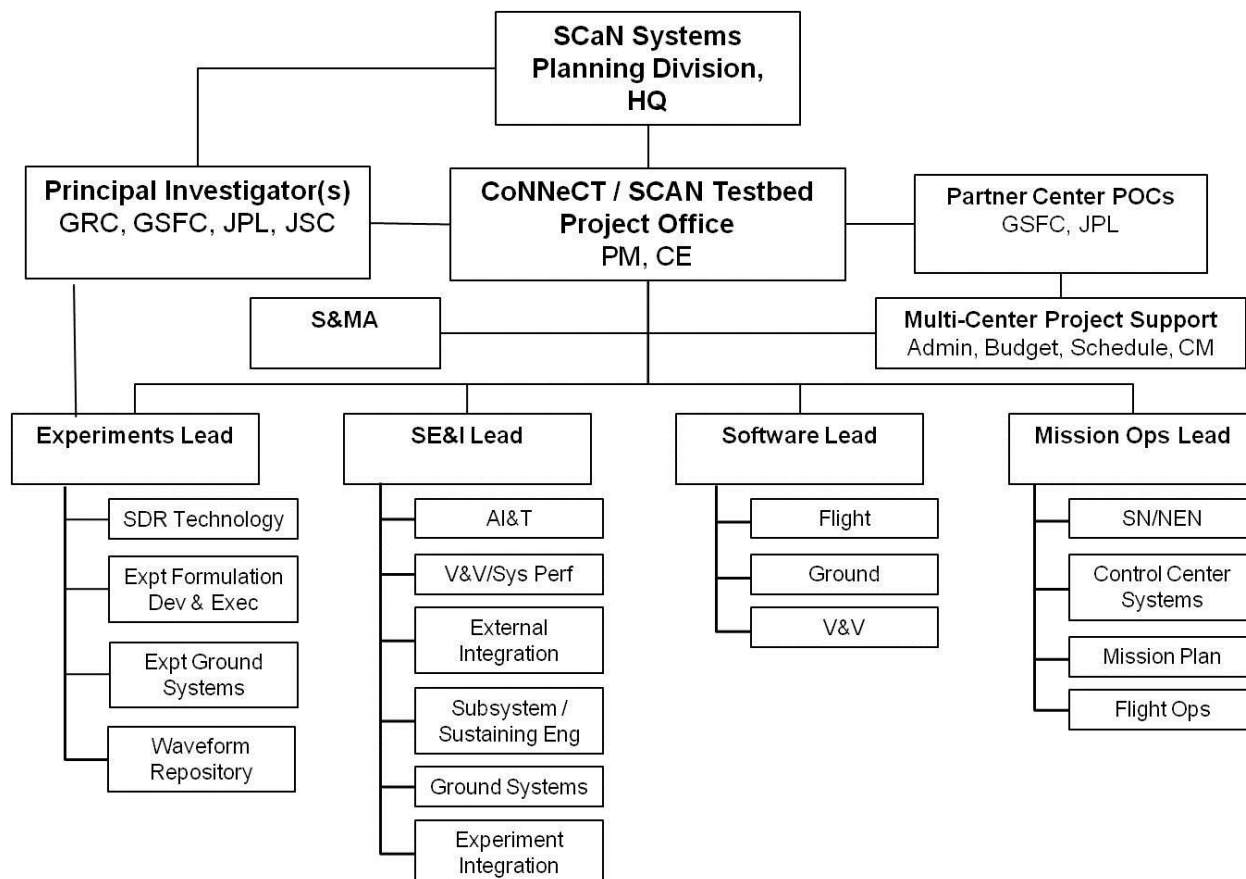 SCaN Systems
Planning Division,
HQ
Principal Investigator(s)
GRC, GSFC, JPL, JSC
CoNNeCT / SCAN Testbed
Project Office
PM, CE
Partner Center POCs
GSFC, JPL
S&MA
Multi-Center Project Support
Admin, Budget, Schedule, CM
Experiments Lead
SDR Technology
Expt Formulation
Dev & Exec
Expt Ground
Systems
Waveform
Repository
SE&I Lead
AI&T
V&V/Sys Perf
External
Integration
Subsystem /
Sustaining Eng
Ground Systems
Experiment
Integration
Software Lead
Flight
Ground
V&V
Mission Ops Lead
SN/NEN
Control Center
Systems
Mission Plan
Flight Ops